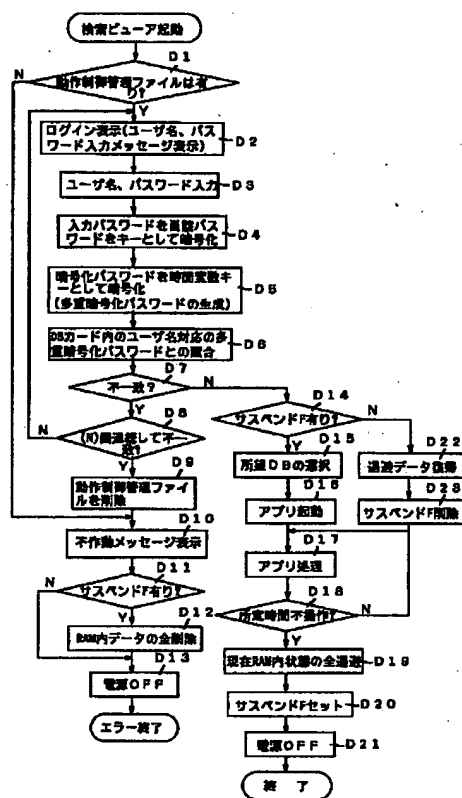 検索ビューア起動
D1
N
動作制御管理ファイルは有
り?
Y
ログイン表示(ユーザ名、パス
ワード入力メッセージ表示)
D2
ユーザ名、パスワード入力
D3
入力パスワードを当該パス
ワードをキーとして暗号化
D4
暗号化パスワードを時間変数キ
ーとして暗号化
(多重暗号化パスワードの生成)
D5
DBカード内のユーザ名対応の多
重暗号化パスワードとの照合
D6
D7
不一致?
N
Y
D8
N
(N)回連続して不一
致?
Y
D9
動作制御管理ファイ
ルを削除
D10
不作動メッセージ表示
D11
N
サスペンドF有り?
Y
D12
RAM内データの全削除
D13
電源OFF
エラー終了
D14
サスペンドF有り?
N
Y
D15
所望DBの選択
D16
アプリ起動
D22
退避データ復帰
D23
サスペンドF削除
D17
アプリ処理
D18
所定時間不操作?
N
Y
現在RAM内状態の全退避
D19
サスペンドFセット
D20
電源OFF
D21
終 了